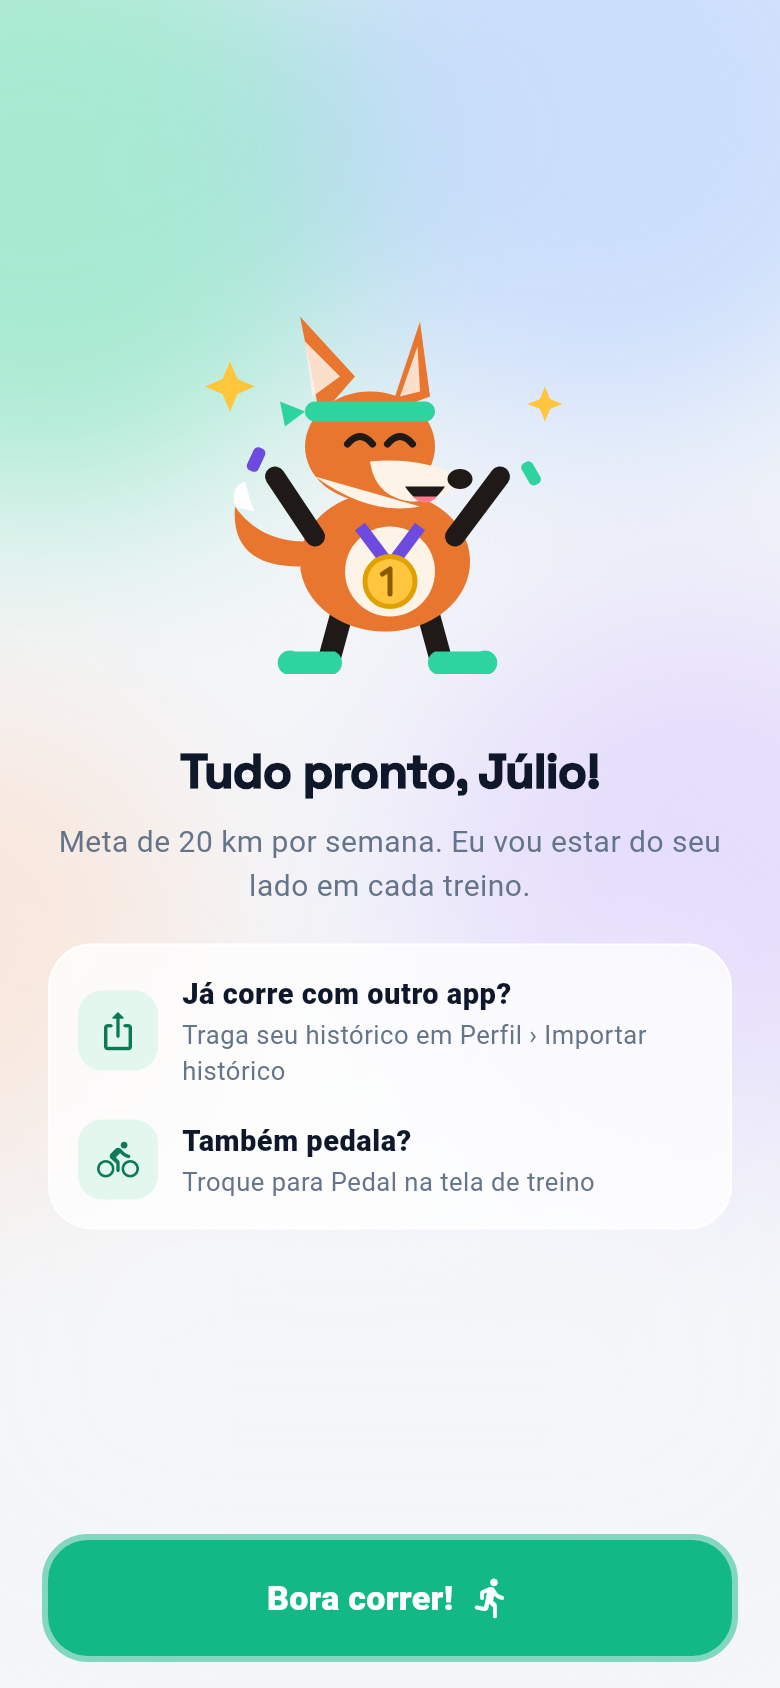 1
Tudo pronto, Júlio!
Meta de 20 km por semana. Eu vou estar do seu
lado em cada treino.
Já corre com outro app?
Traga seu histórico em Perfil › Importar
histórico
Também pedala?
Troque para Pedal na tela de treino
Bora correr!